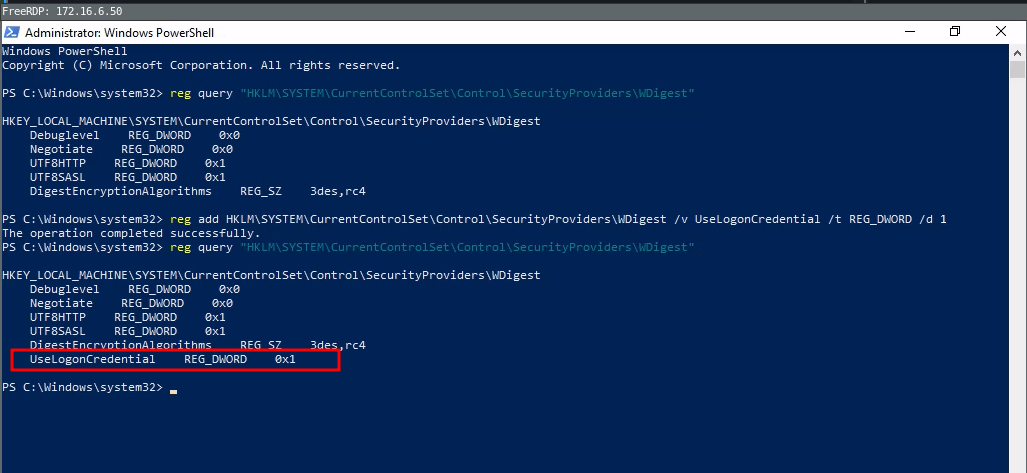 FreeRDP: 172.16.6.50
Administrator: Windows PowerShell
Windows PowerShell
Copyright (C) Microsoft Corporation. All rights reserved.
PS C:\Windows\system32> reg query "HKLM\SYSTEM\CurrentControlSet\Control\SecurityProviders\WDigest"
HKEY_LOCAL_MACHINE\SYSTEM\CurrentControlSet\Control\SecurityProviders\WDigest
    Debuglevel    REG_DWORD    0x0
    Negotiate    REG_DWORD    0x0
    UTF8HTTP    REG_DWORD    0x1
    UTF8SASL    REG_DWORD    0x1
    DigestEncryptionAlgorithms    REG_SZ    3des,rc4
PS C:\Windows\system32> reg add HKLM\SYSTEM\CurrentControlSet\Control\SecurityProviders\WDigest /v UseLogonCredential /t REG_DWORD /d 1
The operation completed successfully.
PS C:\Windows\system32> reg query "HKLM\SYSTEM\CurrentControlSet\Control\SecurityProviders\WDigest"
HKEY_LOCAL_MACHINE\SYSTEM\CurrentControlSet\Control\SecurityProviders\WDigest
    Debuglevel    REG_DWORD    0x0
    Negotiate    REG_DWORD    0x0
    UTF8HTTP    REG_DWORD    0x1
    UTF8SASL    REG_DWORD    0x1
    DigestEncryptionAlgorithms    REG_SZ    3des,rc4
    UseLogonCredential    REG_DWORD    0x1
PS C:\Windows\system32>